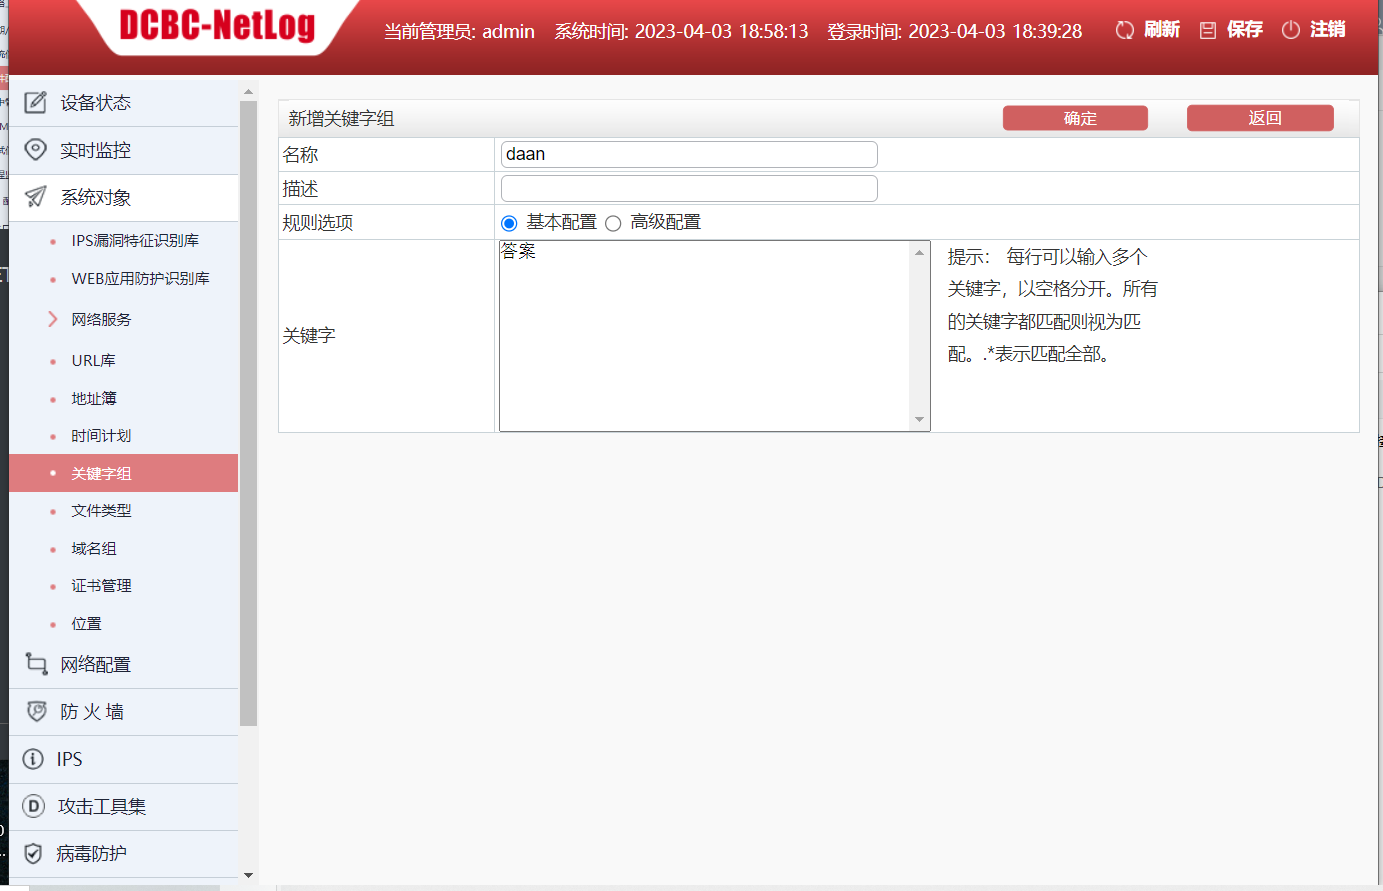 DCBC-NetLog
当前管理员: admin 系统时间: 2023-04-03 18:58:13 登录时间: 2023-04-03 18:39:28 刷新 保存 注销
设备状态
实时监控
系统对象
IPS漏洞特征识别库
WEB应用防护识别库
网络服务
URL库
地址簿
时间计划
关键字组
文件类型
域名组
证书管理
位置
网络配置
防 火 墙
IPS
攻击工具集
病毒防护
新增关键字组 确定 返回
名称 daan
描述
规则选项 基本配置 高级配置
关键字 答案
提示： 每行可以输入多个
关键字，以空格分开。所有
的关键字都匹配则视为匹
配。.*表示匹配全部。